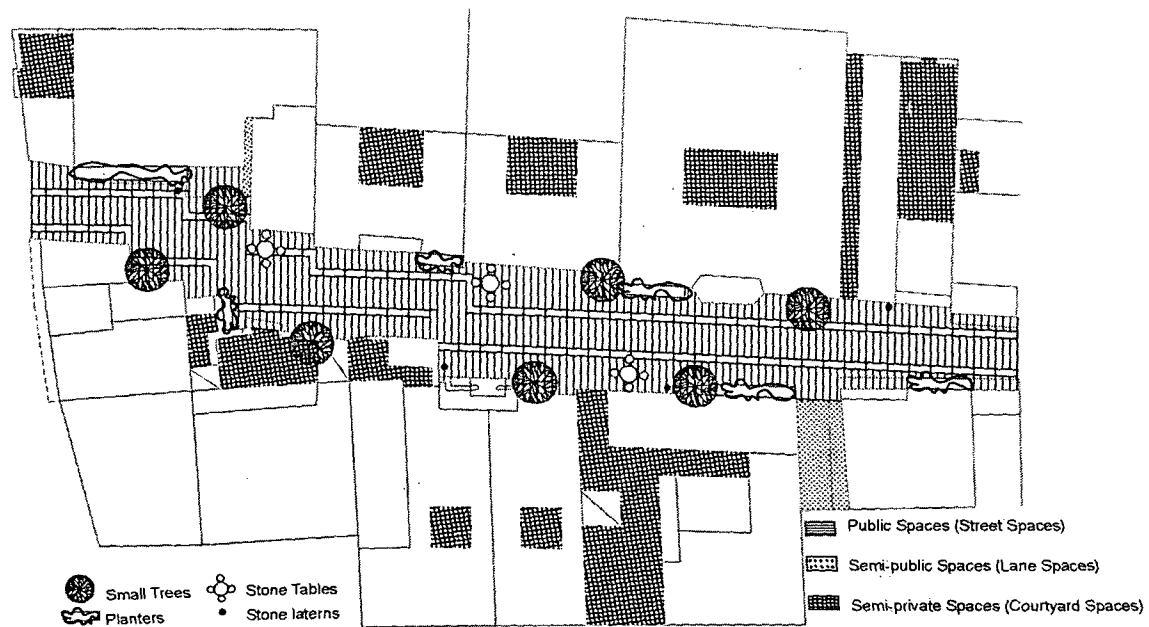 Public Spaces (Street Spaces)
Semi-public Spaces (Lane Spaces)
Semi-private Spaces (Courtyard Spaces)
Small Trees
Stone Tables
Planters
Stone laterns